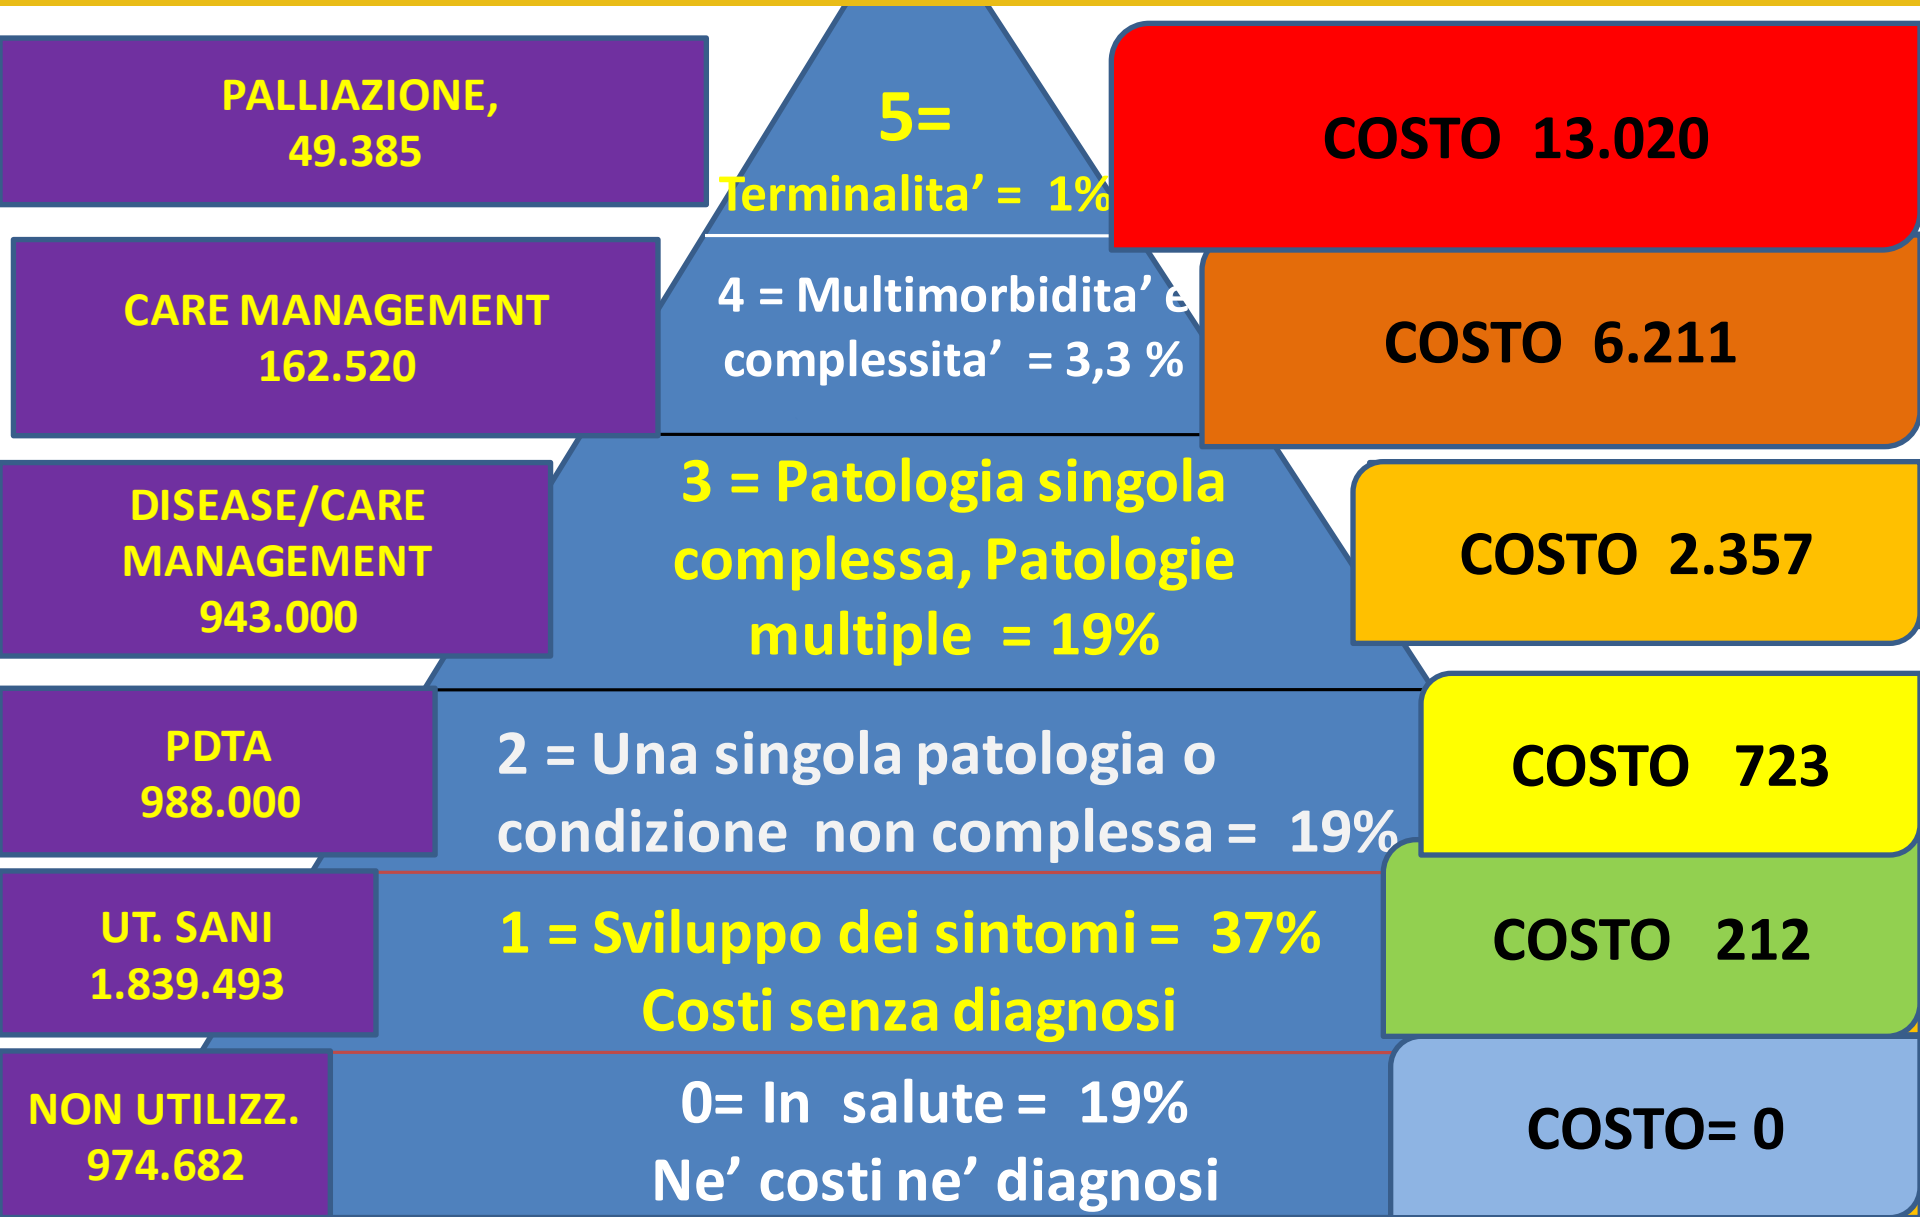 PALLIAZIONE,
49.385
5=
Terminalita’ = 1%
COSTO 13.020
CARE MANAGEMENT
162.520
4 = Multimorbidita’ e
complessita’ = 3,3 %
COSTO 6.211
DISEASE/CARE
MANAGEMENT
943.000
3 = Patologia singola
complessa, Patologie
multiple = 19%
COSTO 2.357
PDTA
988.000
2 = Una singola patologia o
condizione non complessa = 19%
COSTO 723
UT. SANI
1.839.493
1 = Sviluppo dei sintomi = 37%
Costi senza diagnosi
COSTO 212
NON UTILIZZ.
974.682
0= In salute = 19%
Ne’ costi ne’ diagnosi
COSTO= 0